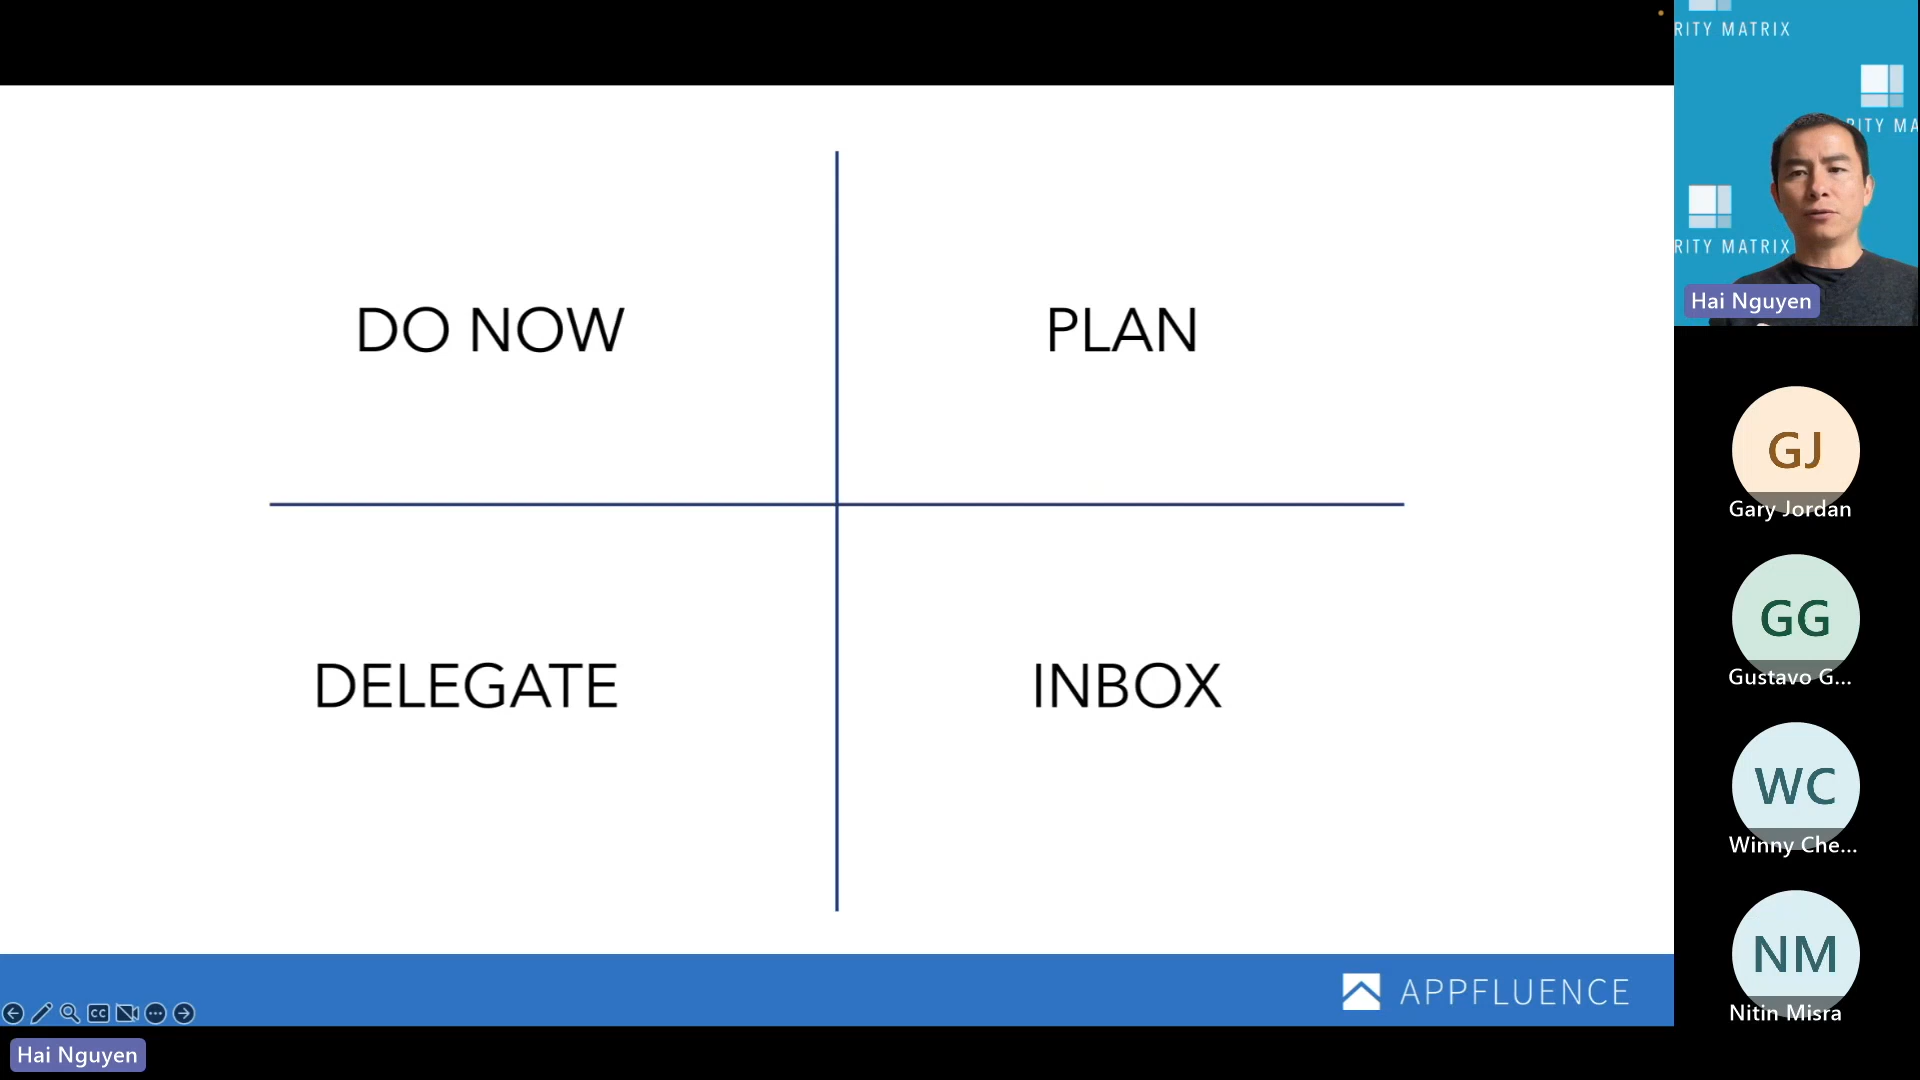 DO NOW
PLAN
DELEGATE
INBOX
APPFLUENCE
CC
Hai Nguyen
RITY MATRIX
RITY MA
RITY MATRIX
Hai Nguyen
GJ
Gary Jordan
GG
Gustavo G...
WC
Winny Che...
NM
Nitin Misra